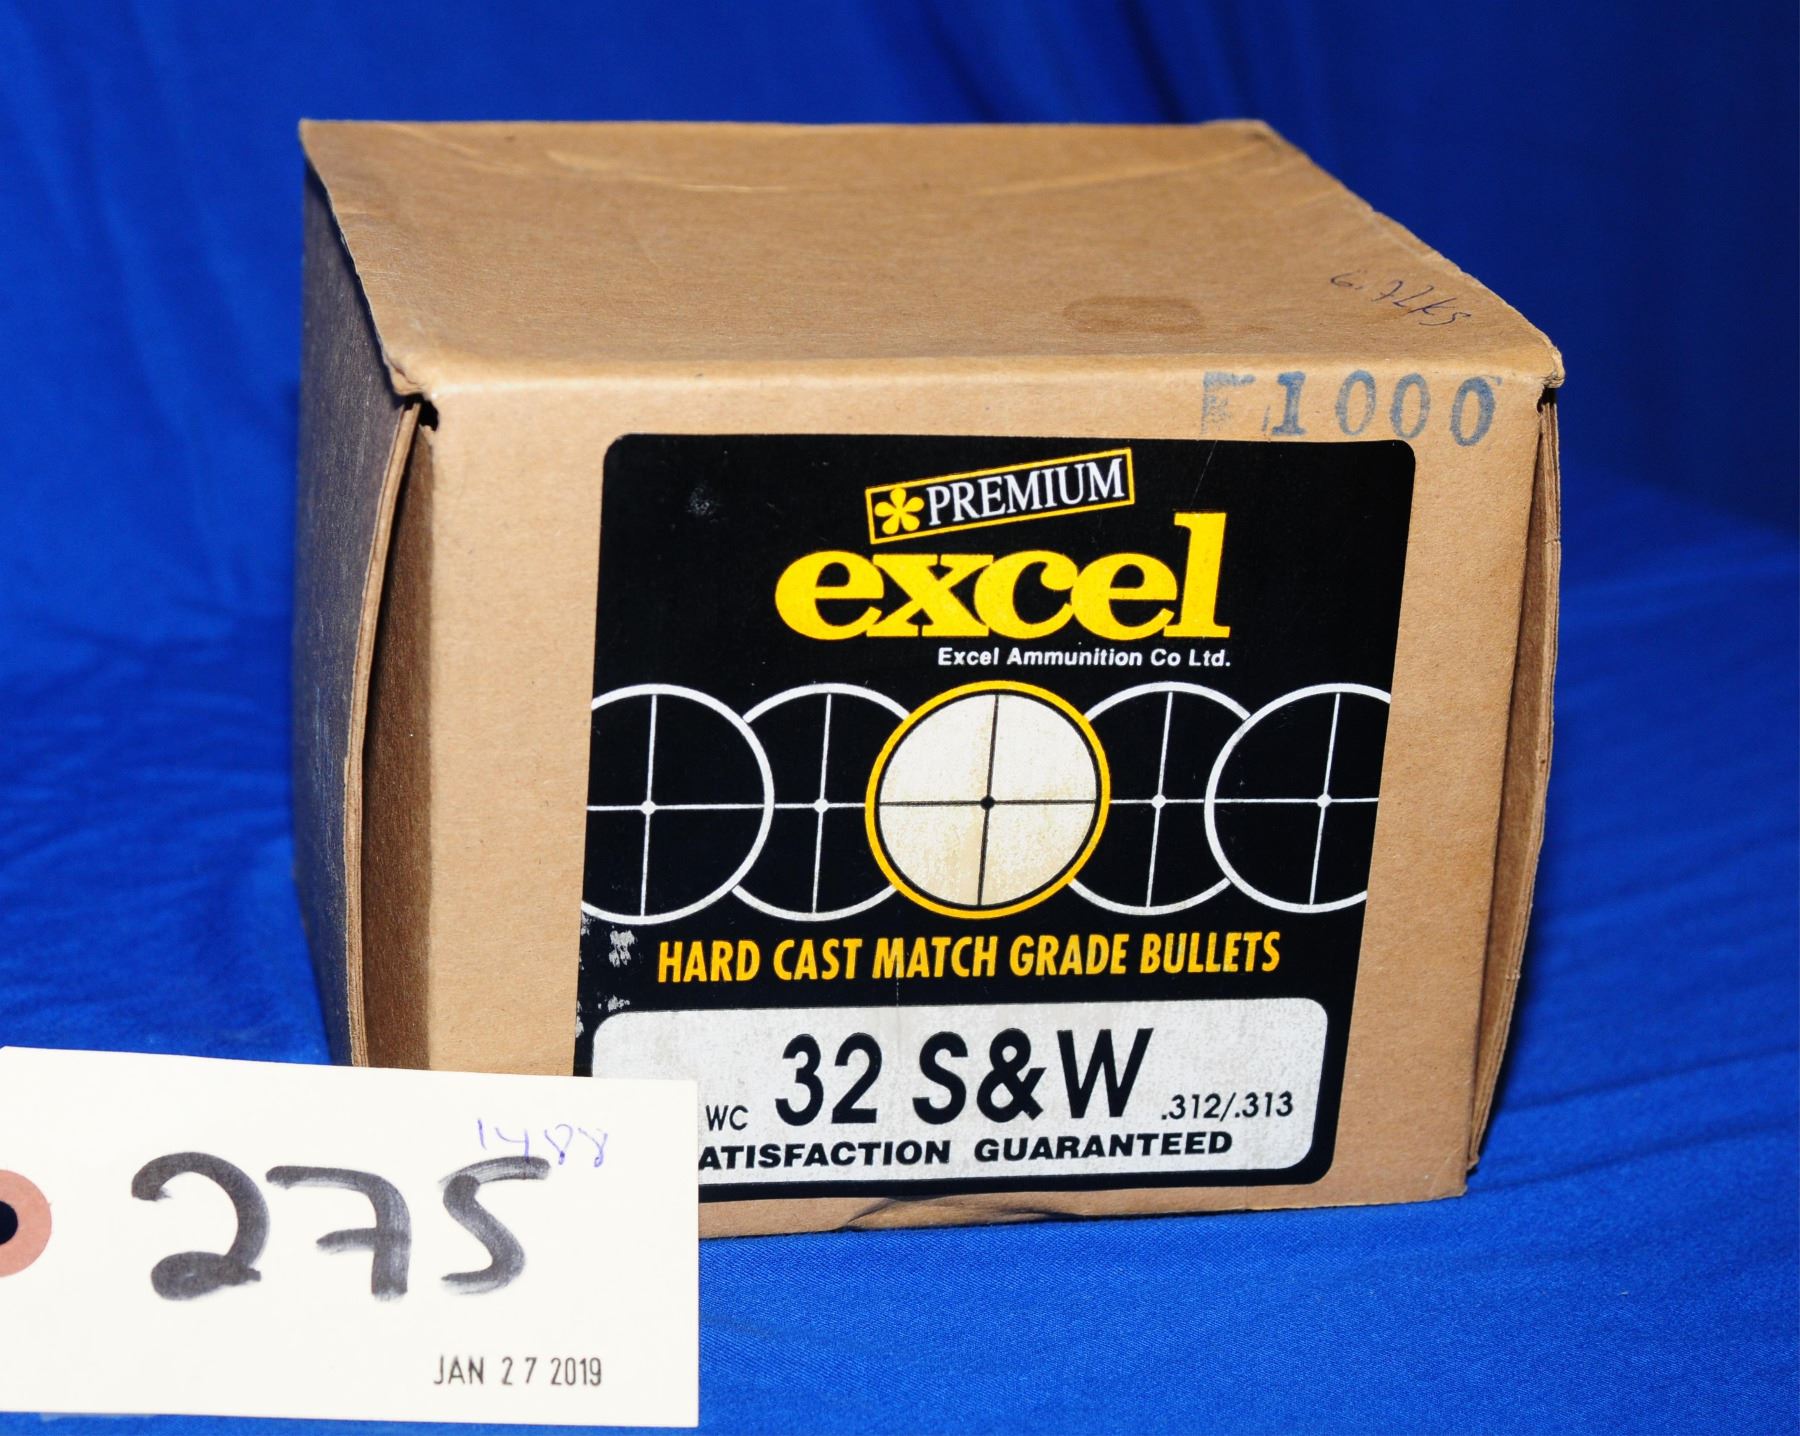 F1000
PREMIUM
excel
Excel Ammunition Co Ltd.
HARD CAST MATCH GRADE BULLETS
WC 32 S&W .312/.313
ATISFACTION GUARANTEED
1488
275
JAN 27 2019